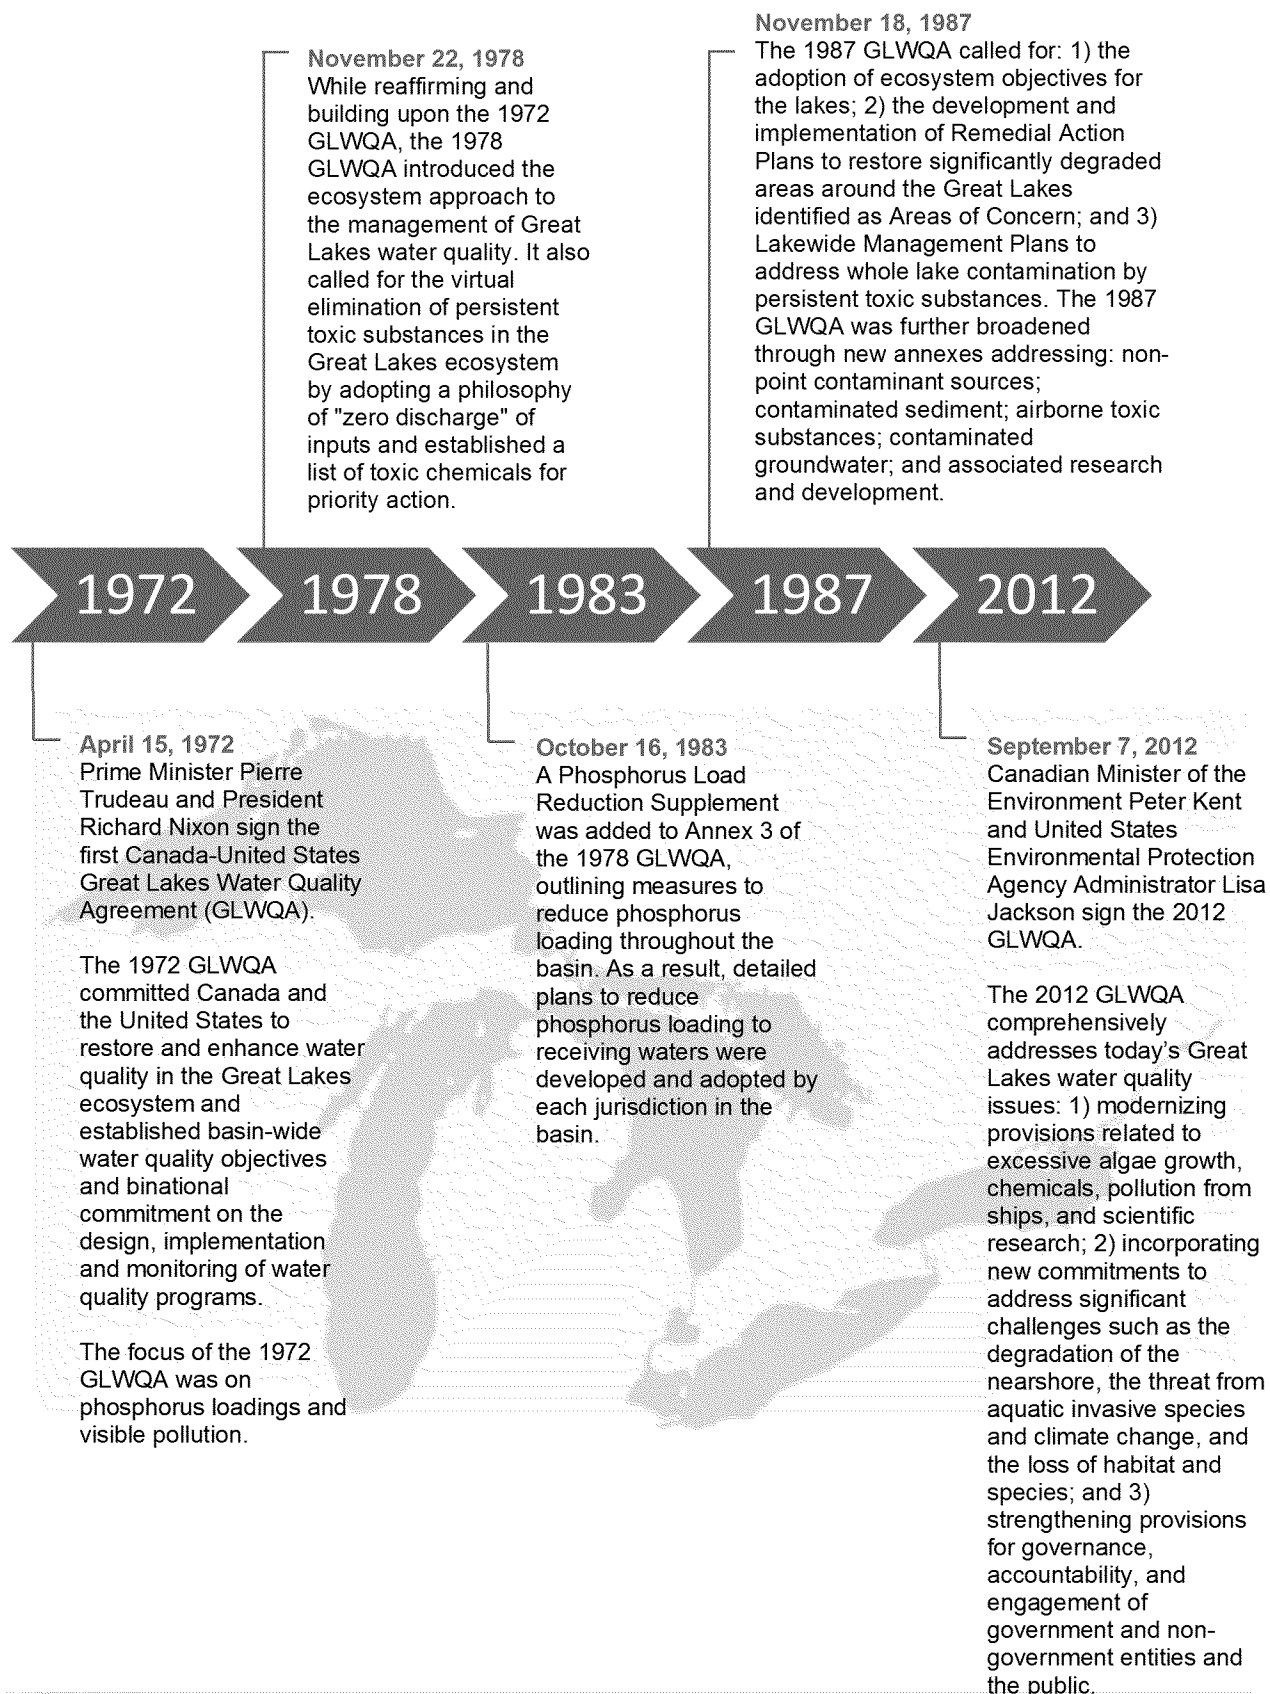 November 22, 1978
While reaffirming and
building upon the 1972
GLWQA, the 1978
GLWQA introduced the
ecosystem approach to
the management of Great
Lakes water quality. It also
called for the virtual
elimination of persistent
toxic substances in the
Great Lakes ecosystem
by adopting a philosophy
of "zero discharge" of
inputs and established a
list of toxic chemicals for
priority action.
November 18, 1987
The 1987 GLWQA called for: 1) the
adoption of ecosystem objectives for
the lakes; 2) the development and
implementation of Remedial Action
Plans to restore significantly degraded
areas around the Great Lakes
identified as Areas of Concern; and 3)
Lakewide Management Plans to
address whole lake contamination by
persistent toxic substances. The 1987
GLWQA was further broadened
through new annexes addressing: non-
point contaminant sources;
contaminated sediment; airborne toxic
substances; contaminated
groundwater; and associated research
and development.
1972
1978
1983
1987
2012
April 15, 1972
Prime Minister Pierre
Trudeau and President
Richard Nixon sign the
first Canada-United States
Great Lakes Water Quality
Agreement (GLWQA).
The 1972 GLWQA
committed Canada and
the United States to
restore and enhance water
quality in the Great Lakes
ecosystem and
established basin-wide
water quality objectives
and binational
commitment on the
design, implementation
and monitoring of water
quality programs.
The focus of the 1972
GLWQA was on
phosphorus loadings and
visible pollution.
October 16, 1983
A Phosphorus Load
Reduction Supplement
was added to Annex 3 of
the 1978 GLWQA,
outlining measures to
reduce phosphorus
loading throughout the
basin. As a result, detailed
plans to reduce
phosphorus loading to
receiving waters were
developed and adopted by
each jurisdiction in the
basin.
September 7, 2012
Canadian Minister of the
Environment Peter Kent
and United States
Environmental Protection
Agency Administrator Lisa
Jackson sign the 2012
GLWQA.
The 2012 GLWQA
comprehensively
addresses today's Great
Lakes water quality
issues: 1) modernizing
provisions related to
excessive algae growth,
chemicals, pollution from
ships, and scientific
research; 2) incorporating
new commitments to
address significant
challenges such as the
degradation of the
nearshore, the threat from
aquatic invasive species
and climate change, and
the loss of habitat and
species; and 3)
strengthening provisions
for governance,
accountability, and
engagement of
government and non-
government entities and
the public.